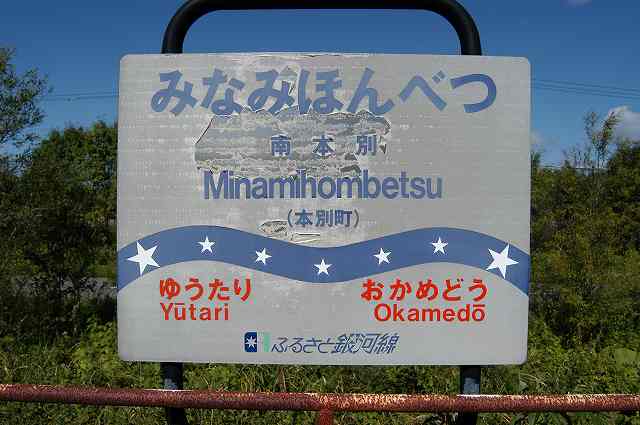 みなみほんべつ
南本別
Minamihombetsu
(本別町)
ゆうたり おかめどう
Yūtari Okamedō
ふるさと銀河線